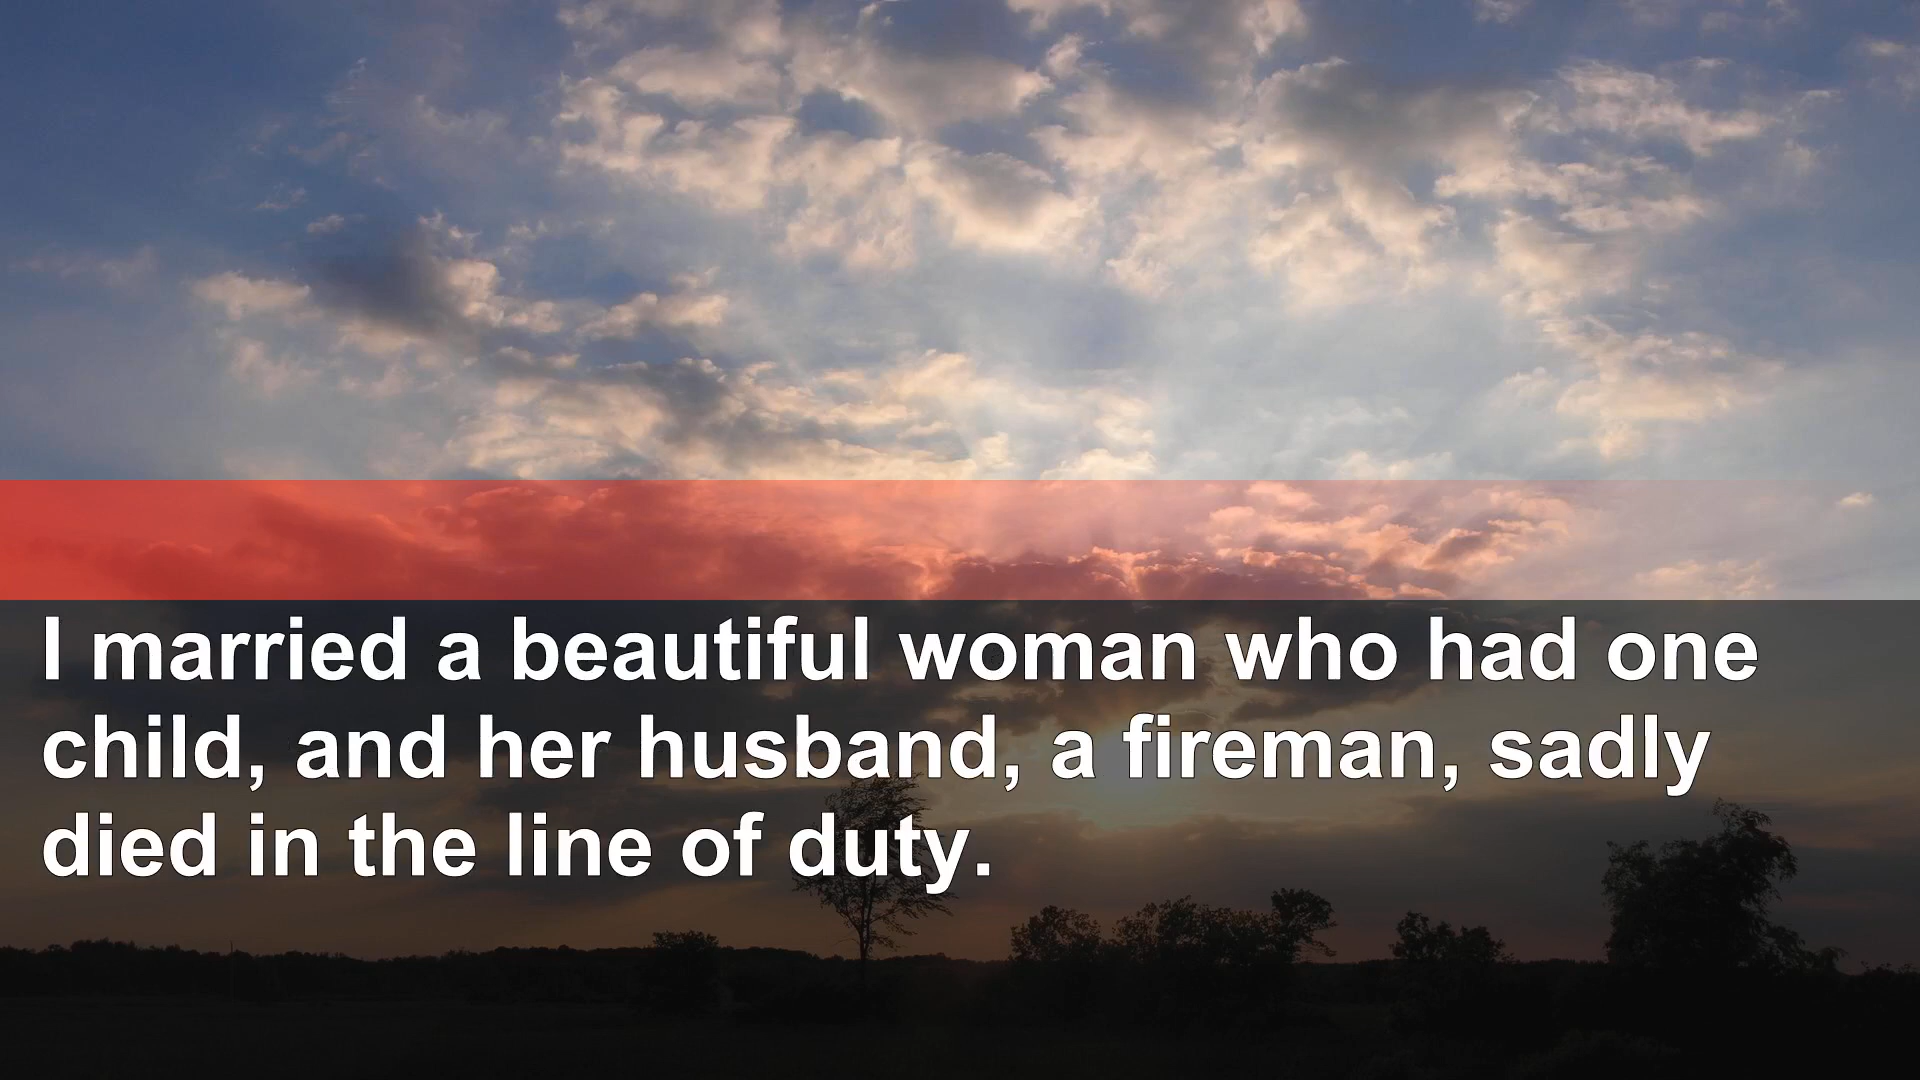 I married a beautiful woman who had one
child, and her husband, a fireman, sadly
died in the line of duty.